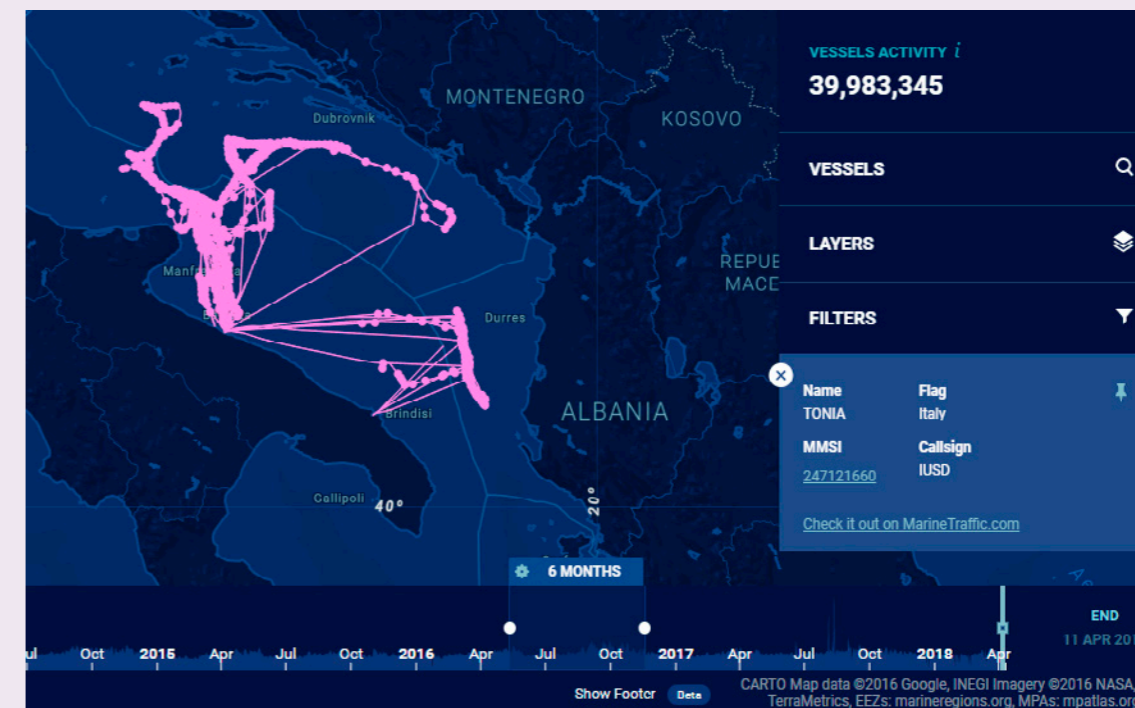 VESSELS ACTIVITY i
39,983,345
VESSELS
LAYERS
FILTERS
Name
TONIA
Flag
Italy
MMSI
247121660
Callsign
IUSD
Check it out on MarineTraffic.com
MONTENEGRO
Dubrovnik
KOSOVO
REPUB
MACE
Durres
ALBANIA
Brindisi
Gallipoli
40°
20°
6 MONTHS
Oct 2015 Apr Jul Oct 2016 Apr Jul Oct 2017 Apr Jul Oct 2018 Apr
END
11 APR 201
Show Footer Beta
CARTO Map data ©2016 Google, INEGI Imagery ©2016 NASA,
TerraMetrics, EEZs: marineregions.org, MPAs: mpatlas.org